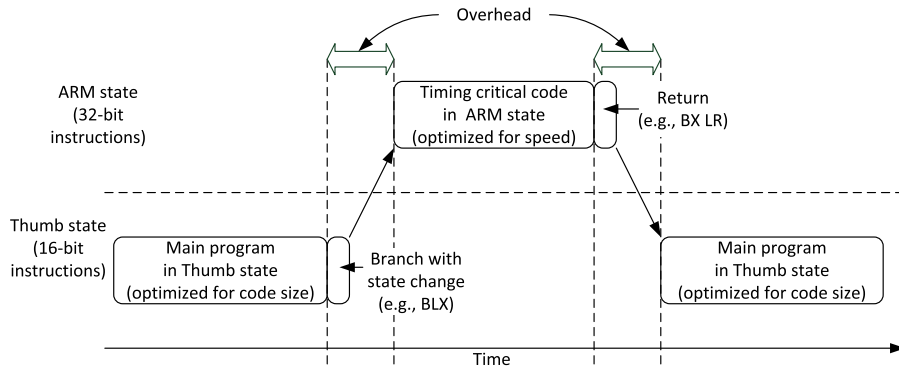 Overhead
ARM state
(32-bit
instructions)
Timing critical code
in ARM state
(optimized for speed)
Return
(e.g., BX LR)
Thumb state
(16-bit
instructions)
Main program
in Thumb state
(optimized for code size)
Branch with
state change
(e.g., BLX)
Main program
in Thumb state
(optimized for code size)
Time